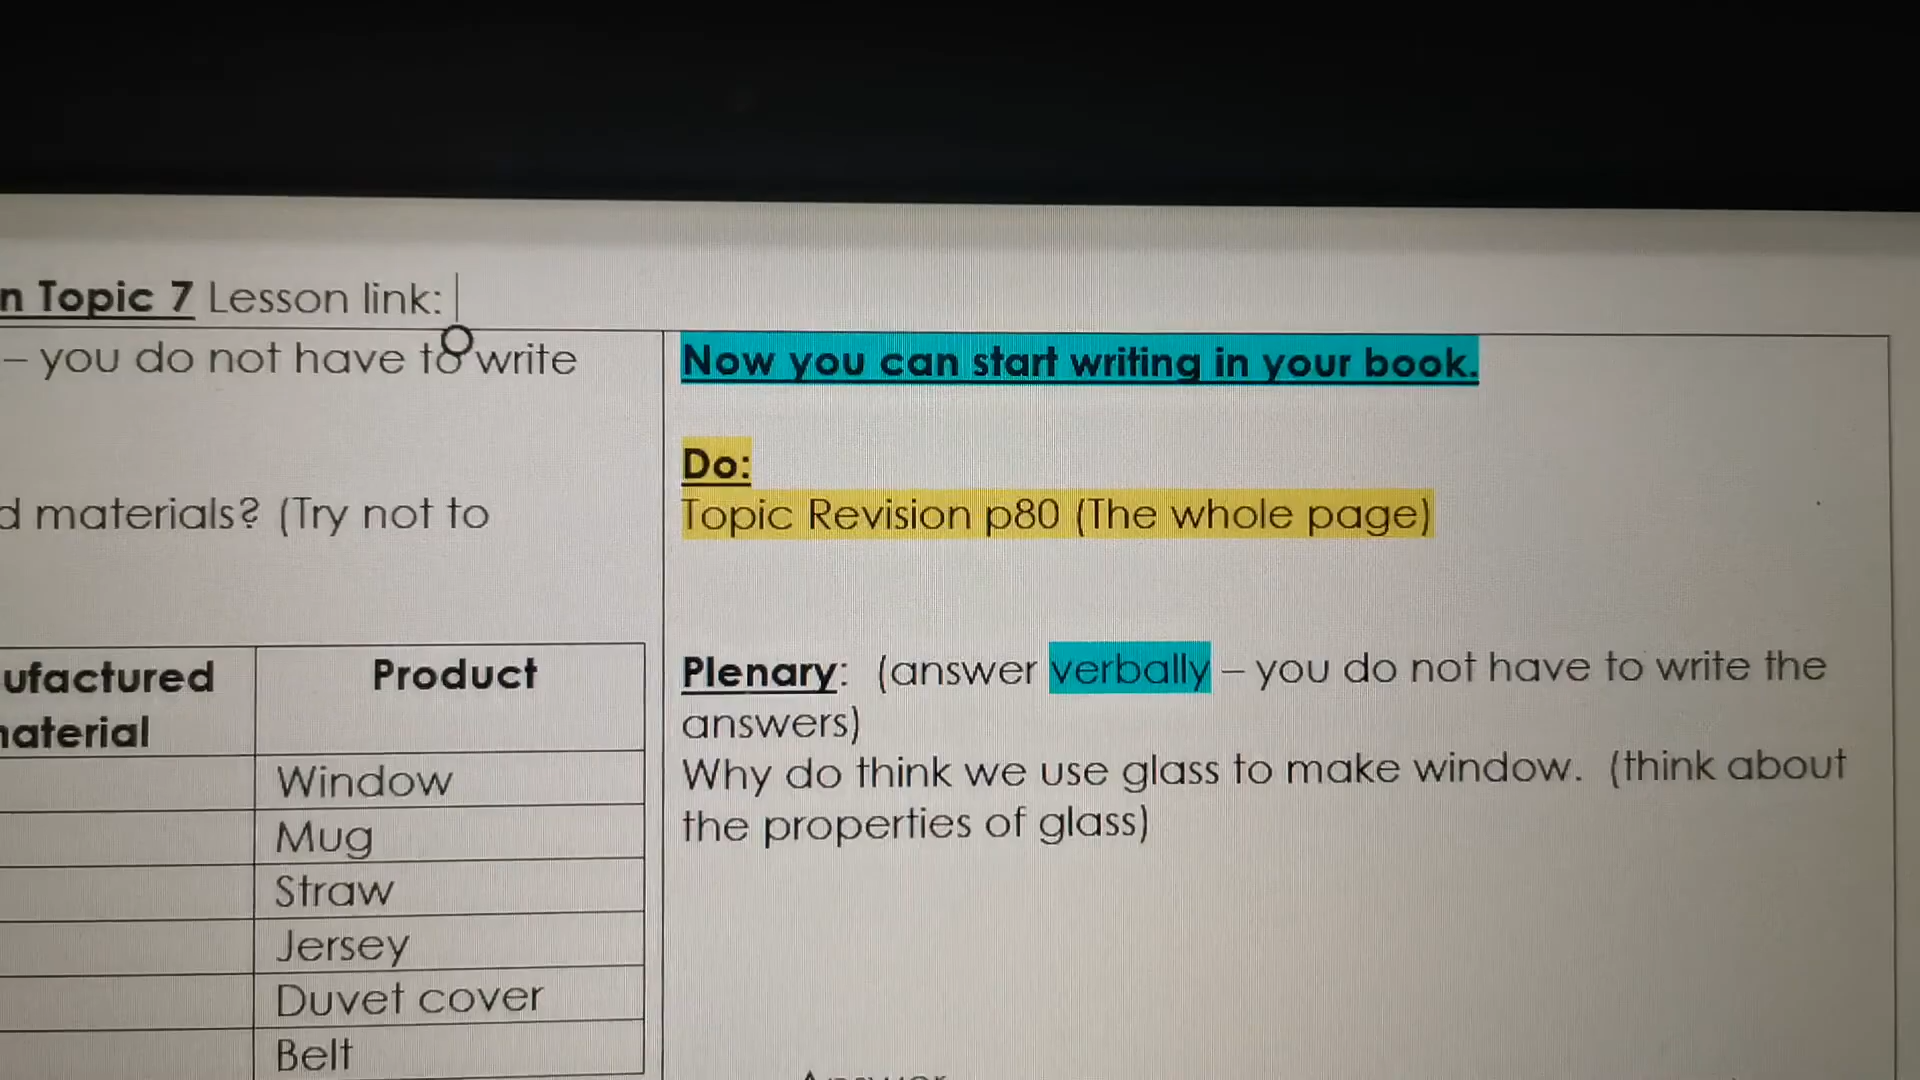 n Topic 7 Lesson link:
– you do not have to write
d materials? (Try not to
ufactured
aterial
Product
Window
Mug
Straw
Jersey
Duvet cover
Belt
Now you can start writing in your book.
Do:
Topic Revision p80 (The whole page)
Plenary: (answer verbally – you do not have to write the
answers)
Why do think we use glass to make window. (think about
the properties of glass)